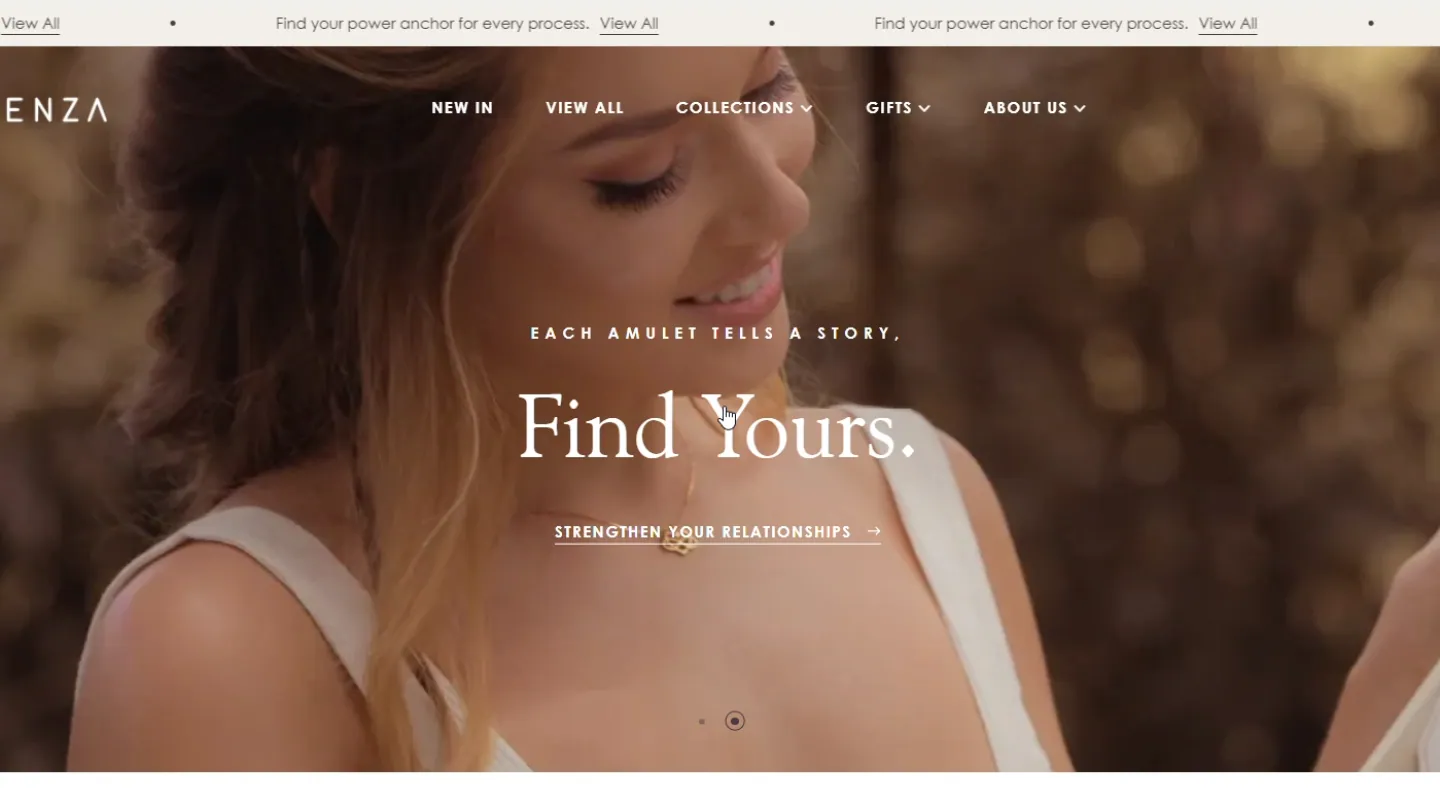 View All • Find your power anchor for every process. View All • Find your power anchor for every process. View All •
ENZΛ
NEW IN VIEW ALL COLLECTIONS GIFTS ABOUT US
EACH AMULET TELLS A STORY,
Find Yours.
STRENGTHEN YOUR RELATIONSHIPS →